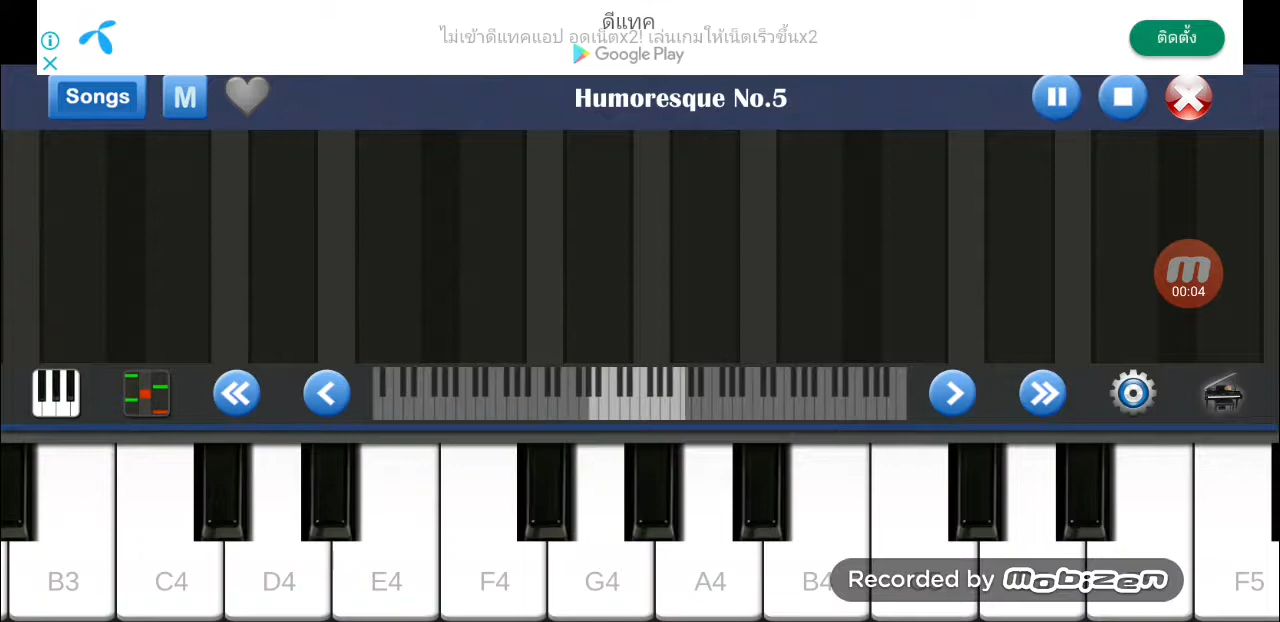 ดีแทค
ไม่เข้าดีแทคแอป อดเน็ตx2! เล่นเกมให้เน็ตเร็วขึ้นx2
Google Play
ติดตั้ง
Songs
M
Humoresque No.5
m
00:04
B3
C4
D4
E4
F4
G4
A4
B4
F5
Recorded by mobizen